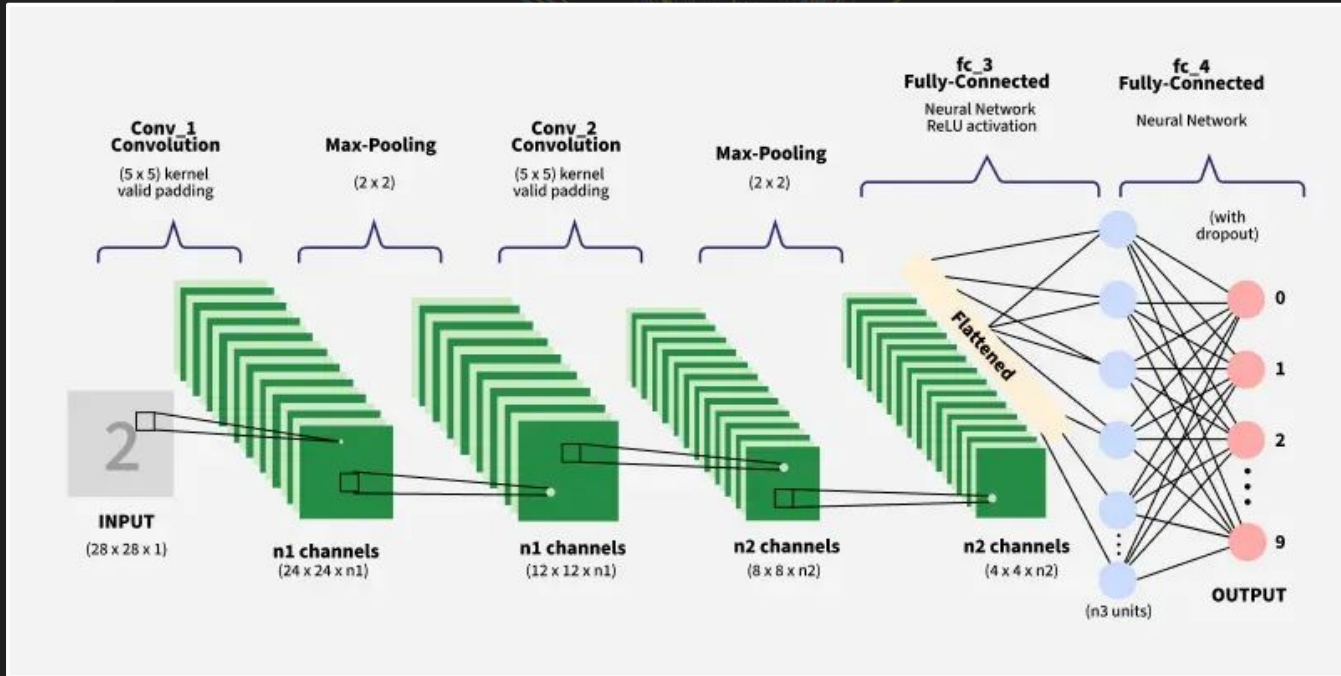 Conv_1
Convolution
(5 x 5) kernel
valid padding
Max-Pooling
(2 x 2)
Conv_2
Convolution
(5 x 5) kernel
valid padding
Max-Pooling
(2 x 2)
fc_3
Fully-Connected
Neural Network
ReLU activation
fc_4
Fully-Connected
Neural Network
(with
dropout)
2
INPUT
(28 x 28 x 1)
n1 channels
(24 x 24 x n1)
n1 channels
(12 x 12 x n1)
n2 channels
(8 x 8 x n2)
n2 channels
(4 x 4 x n2)
Flattened
(n3 units)
0
1
2
9
OUTPUT